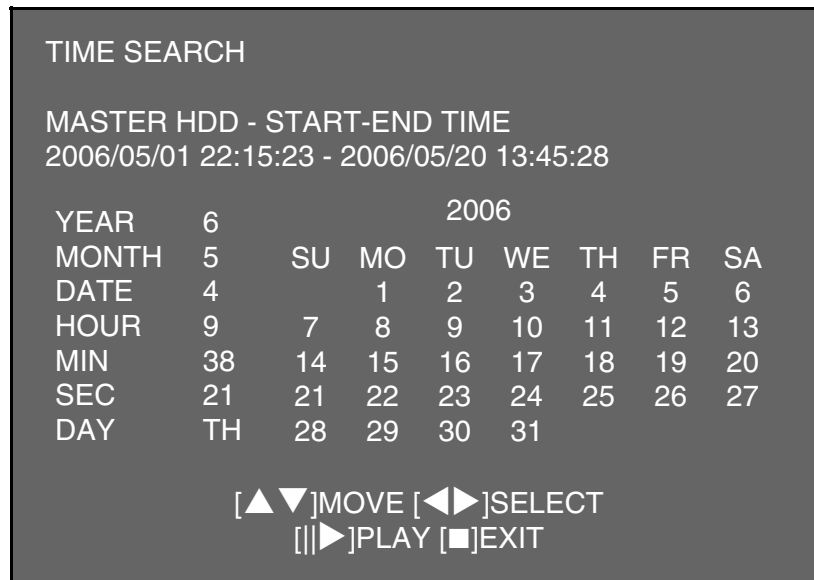 TIME SEARCH
MASTER HDD - START-END TIME
2006/05/01 22:15:23 - 2006/05/20 13:45:28
YEAR 6 2006
MONTH 5 SU MO TU WE TH FR SA
DATE 4 1 2 3 4 5 6
HOUR 9 7 8 9 10 11 12 13
MIN 38 14 15 16 17 18 19 20
SEC 21 21 22 23 24 25 26 27
DAY TH 28 29 30 31
[▲▼]MOVE [◀▶]SELECT
[||▶]PLAY [■]EXIT